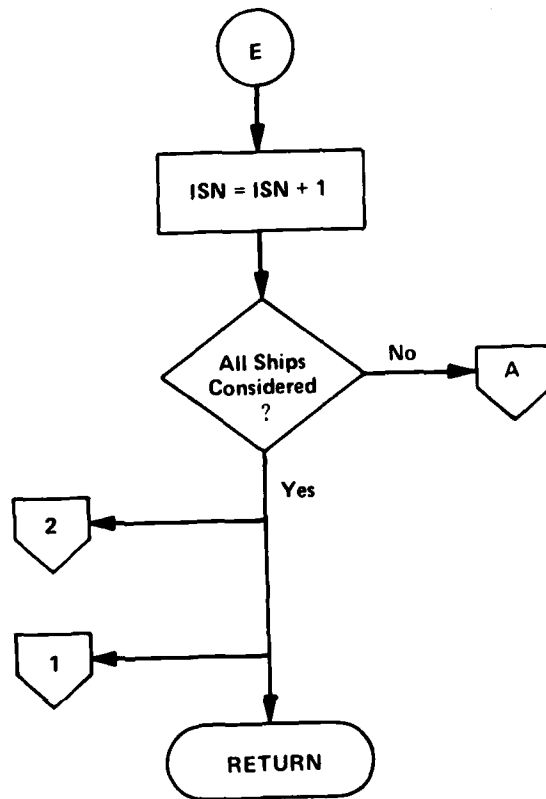 E
ISN = ISN + 1
All Ships
Considered
?
No
A
Yes
2
1
RETURN